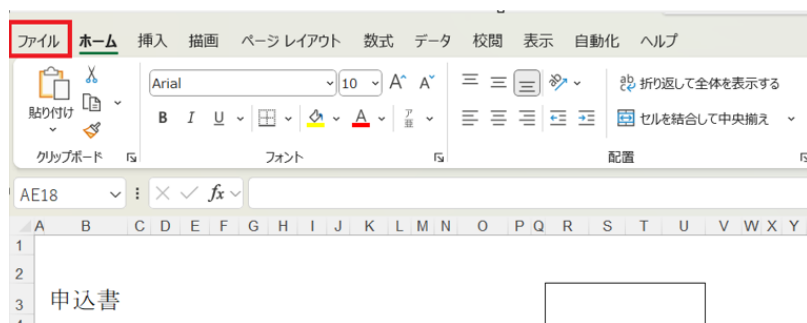 ファイル ホーム 挿入 描画 ページ レイアウト 数式 データ 校閲 表示 自動化 ヘルプ
Arial 10 A A ab 折り返して全体を表示する
貼り付け B I U A ア 亜 セルを結合して中央揃え
クリップボード フォント 配置
AE18 fx
A B C D E F G H I J K L M N O P Q R S T U V W X Y
1
2
3 申込書